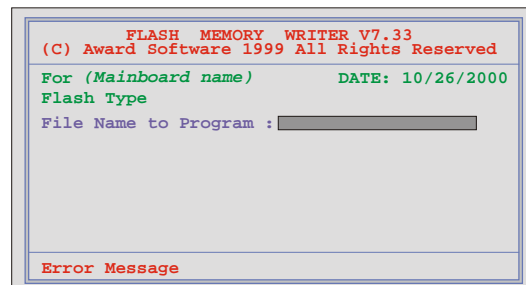 FLASH MEMORY WRITER V7.33
(C) Award Software 1999 All Rights Reserved
For (Mainboard name) DATE: 10/26/2000
Flash Type
File Name to Program :
Error Message